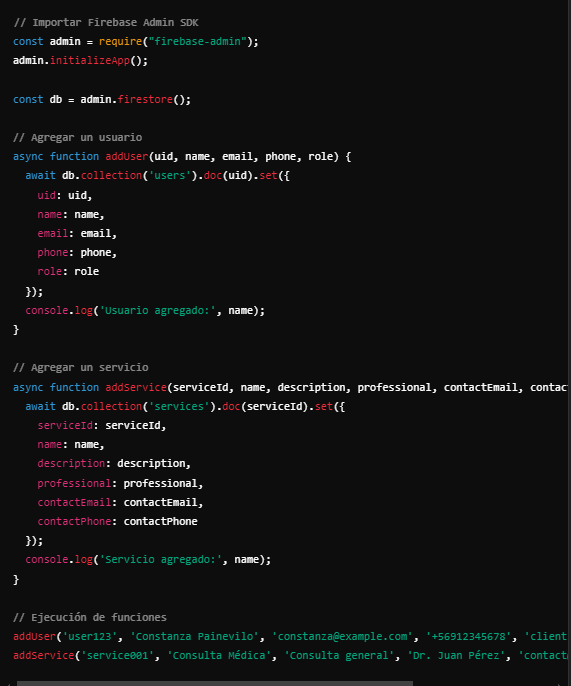 // Importar Firebase Admin SDK
const admin = require("firebase-admin");
admin.initializeApp();
const db = admin.firestore();
// Agregar un usuario
async function addUser(uid, name, email, phone, role) {
await db.collection('users').doc(uid).set({
uid: uid,
name: name,
email: email,
phone: phone,
role: role
});
console.log('Usuario agregado:', name);
}
// Agregar un servicio
async function addService(serviceId, name, description, professional, contactEmail, contac
await db.collection('services').doc(serviceId).set({
serviceId: serviceId,
name: name,
description: description,
professional: professional,
contactEmail: contactEmail,
contactPhone: contactPhone
});
console.log('Servicio agregado:', name);
}
// Ejecución de funciones
addUser('user123', 'Constanza Painevilo', 'constanza@example.com', '+56912345678', 'client
addService('service001', 'Consulta Médica', 'Consulta general', 'Dr. Juan Pérez', 'contact